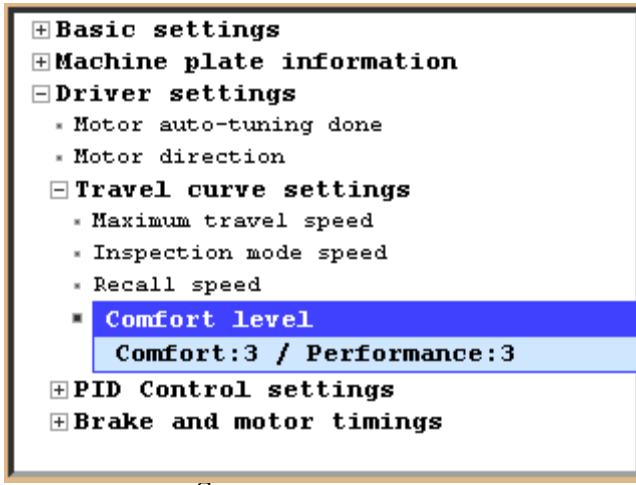 Basic settings
Machine plate information
Driver settings
Motor auto-tuning done
Motor direction
Travel curve settings
Maximum travel speed
Inspection mode speed
Recall speed
Comfort level
Comfort:3 / Performance:3
PID Control settings
Brake and motor timings